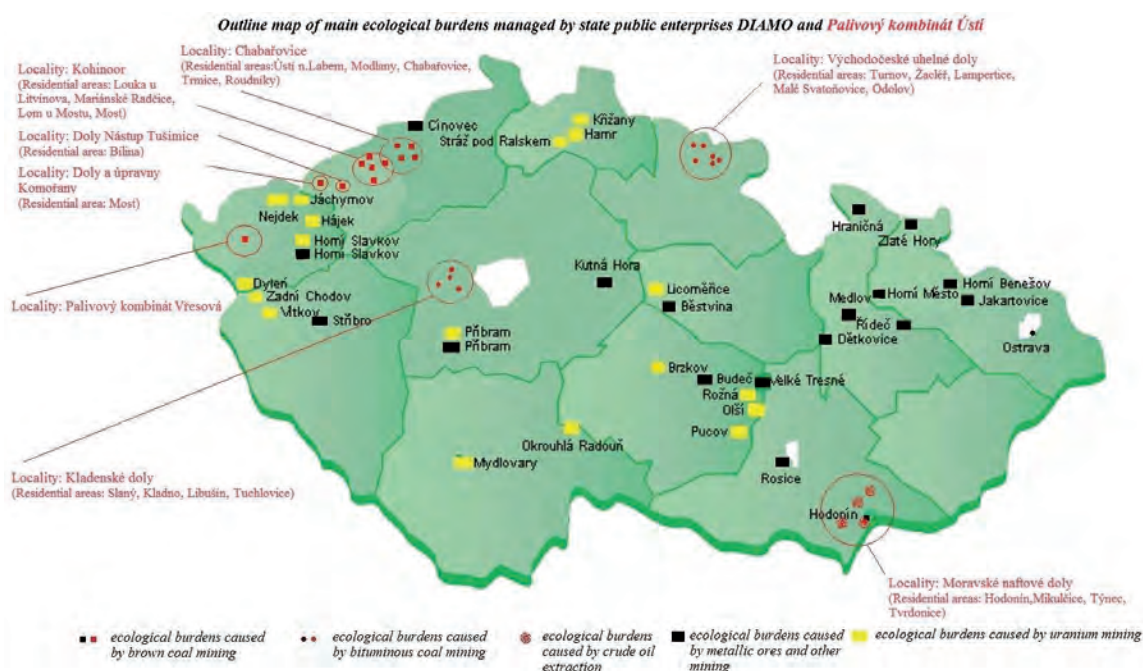 Outline map of main ecological burdens managed by state public enterprises DIAMO and Palivový kombinát Ústí
Locality: Chabařovice
(Residential areas:Ústí n.Labem, Modlany, Chabařovice,
Trmice, Roudníky)
Locality: Kohinoor
(Residential areas: Louka u
Litvínova, Mariánské Radčice,
Lom u Mostu, Most)
Locality: Doly Nástup Tušimice
(Residential area: Bílina)
Locality: Doly a úpravny
Komořany
(Residential area: Most)
Locality: Východočeské uhelné doly
(Residential areas: Turnov, Žacléř, Lampertice,
Malé Svatoňovice, Odolov)
Cínovec
Křižany
Hamr
Stráž pod Ralskem
Jáchymov
Nejdek
Hájek
Horní Slavkov
Horní Slavkov
Hraničná
Zlaté Hory
Locality: Palivový kombinát Vřesová
Dyleň
Zadní Chodov
Vítkov
Stříbro
Kutná Hora
Licoměřice
Běstvina
Horní Benešov
Horní Město
Jakartovice
Medlov
Řídeč
Dětkovice
Ostrava
Příbram
Příbram
Brzkov
Budeč
Velké Tresné
Rožná
Olší
Pucov
Okrouhlá Radouň
Mydlovary
Rosice
Hodonín
Locality: Kladenské doly
(Residential areas: Slaný, Kladno, Libušín, Tuchlovice)
Locality: Moravské naftové doly
(Residential areas: Hodonín,Mikulčice, Týnec,
Tvrdonice)
ecological burdens caused
by brown coal mining
ecological burdens caused
by bituminous coal mining
ecological burdens
caused by crude oil
extraction
ecological burdens caused
by metallic ores and other
mining
ecological burdens caused by uranium mining